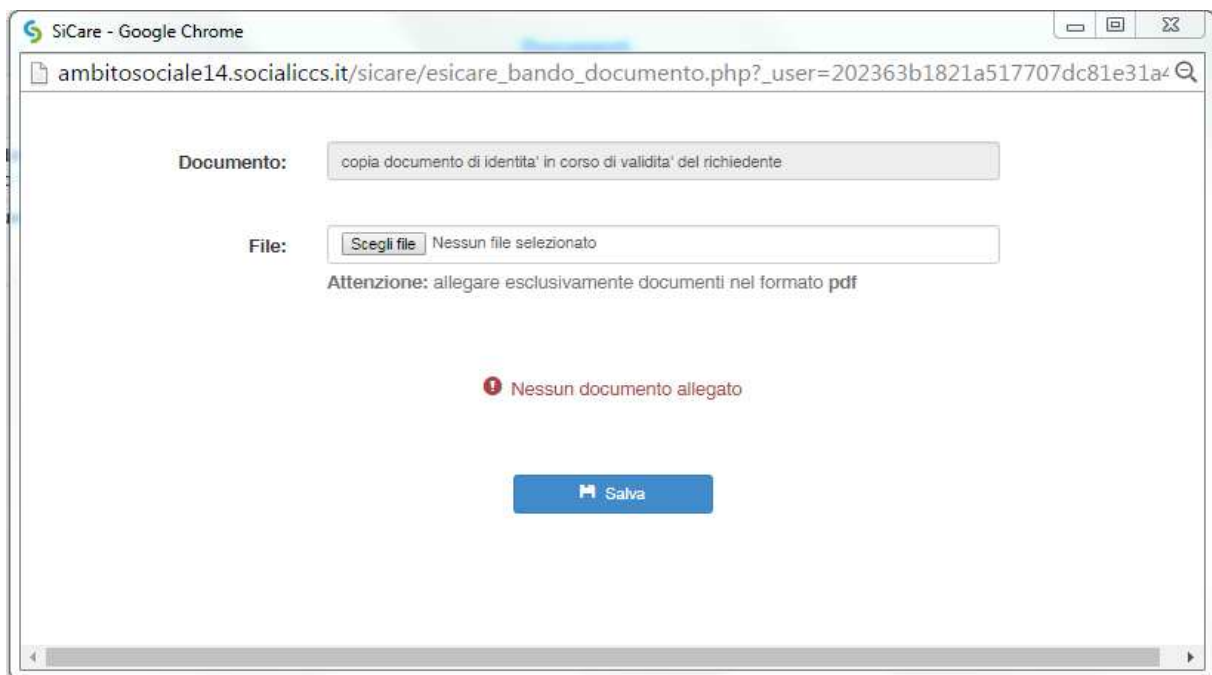 SiCare - Google Chrome
ambitosociale14.socialiccs.it/sicare/esicare_bando_documento.php?_user=202363b1821a517707dc81e31a4
Documento: copia documento di identita' in corso di validita' del richiedente
File: Scegli file Nessun file selezionato
Attenzione: allegare esclusivamente documenti nel formato pdf
Nessun documento allegato
Salva